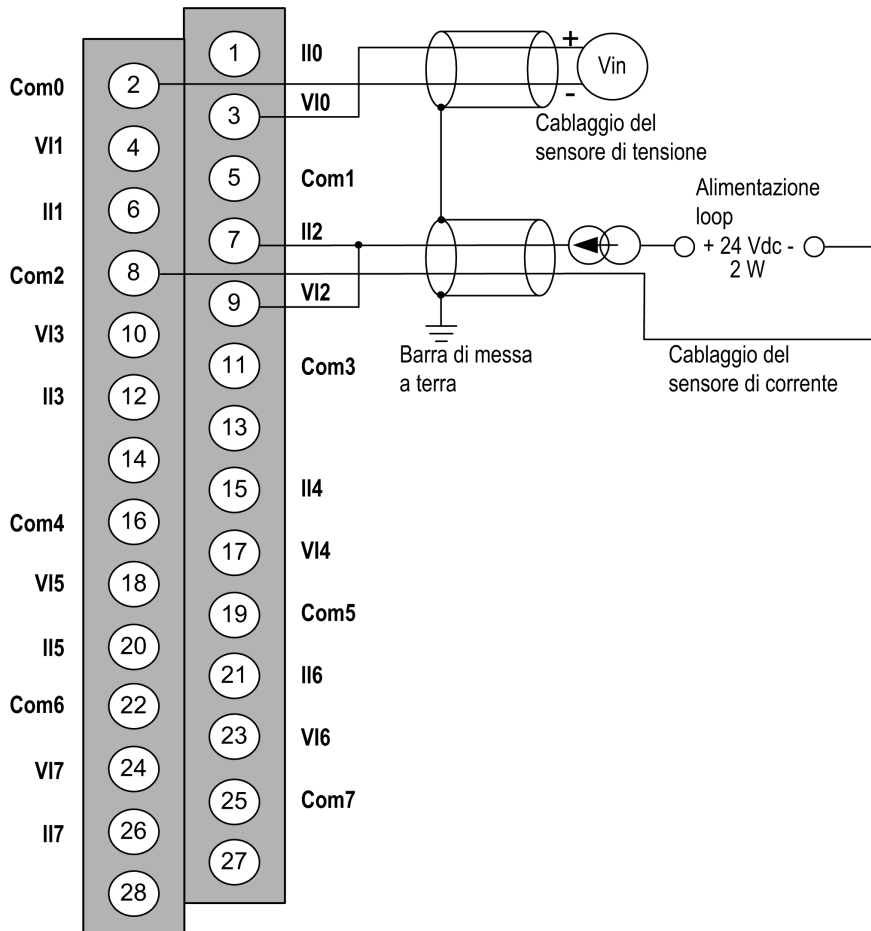 1
II0
Com0
2
VI0
3
VI1
4
5
Com1
II1
6
7
II2
Com2
8
9
VI2
VI3
10
11
Com3
II3
12
13
14
15
II4
Com4
16
17
VI4
VI5
18
19
Com5
II5
20
21
II6
Com6
22
23
VI6
VI7
24
25
Com7
II7
26
27
28
+
Vin
-
Cablaggio del
sensore di tensione
Alimentazione
loop
+ 24 Vdc -
2 W
Barra di messa
a terra
Cablaggio del
sensore di corrente